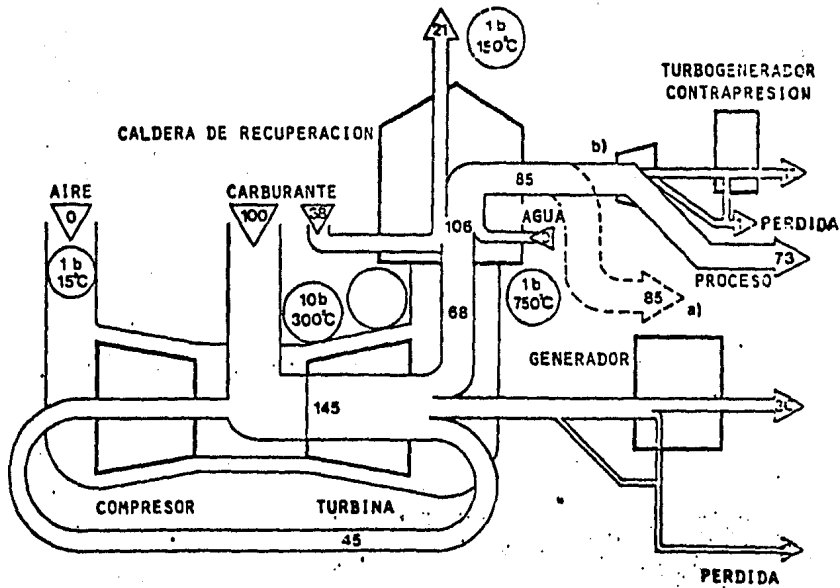 21
1 b
150°C
TURBOGENERADOR
CONTRAPRESION
CALDERA DE RECUPERACION
b)
AIRE
0
CARBURANTE
100
38
85
106
AGUA
PERDIDA
73
PROCESO
1 b
15°C
10 b
300°C
1 b
750°C
68
85
a)
GENERADOR
145
COMPRESOR
TURBINA
45
PERDIDA